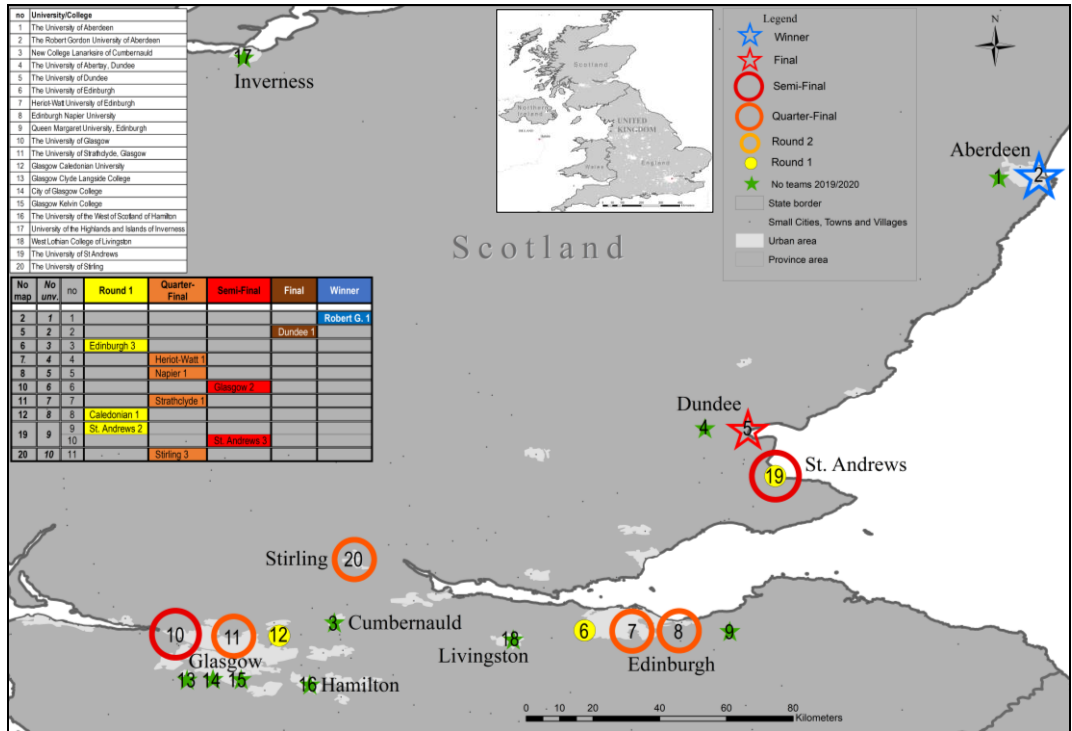 no University/College
1 The University of Aberdeen
2 The Robert Gordon University of Aberdeen
3 New College Lanarksire of Cumbernauld
4 The University of Abertay, Dundee
5 The University of Dundee
6 The University of Edinburgh
7 Heriot-Watt University of Edinburgh
8 Edinburgh Napier University
9 Queen Margaret University, Edinburgh
10 The University of Glasgow
11 The University of Strathclyde, Glasgow
12 Glasgow Caledonian University
13 Glasgow Clyde Langside College
14 City of Glasgow College
15 Glasgow Kelvin College
16 The University of the West of Scotland of Hamilton
17 University of the Highlands and Islands of Inverness
18 West Lothian College of Livingston
19 The University of St Andrews
20 The University of Stirling
No map No unv. no Round 1 Quarter-Final Semi-Final Final Winner
2 1 1 Robert G. 1
5 2 2 Dundee 1
6 3 3 Edinburgh 3
7. 4 4 Heriot-Watt 1
8 5 5 Napier 1
10 6 6 Glasgow 2
11 7 7 Strathclyde 1
12 8 8 Caledonian 1
19 9 9 St. Andrews 2
10 St. Andrews 3
20 10 11 Stirling 3
17
Inverness
Scotland
Northern Ireland
UNITED KINGDOM
Wales
England
Legend
Winner
Final
Semi-Final
Quarter-Final
Round 2
Round 1
No teams 2019/2020
State border
Small Cities, Towns and Villages
Urban area
Province area
N
Aberdeen
1 2
Scotland
Dundee
4 5
St. Andrews
19
Stirling 20
3 Cumbernauld
10 11 12
Glasgow
13 14 15
16 Hamilton
18
Livingston
6 7 8 9
Edinburgh
0 10 20 40 60 80
Kilometers